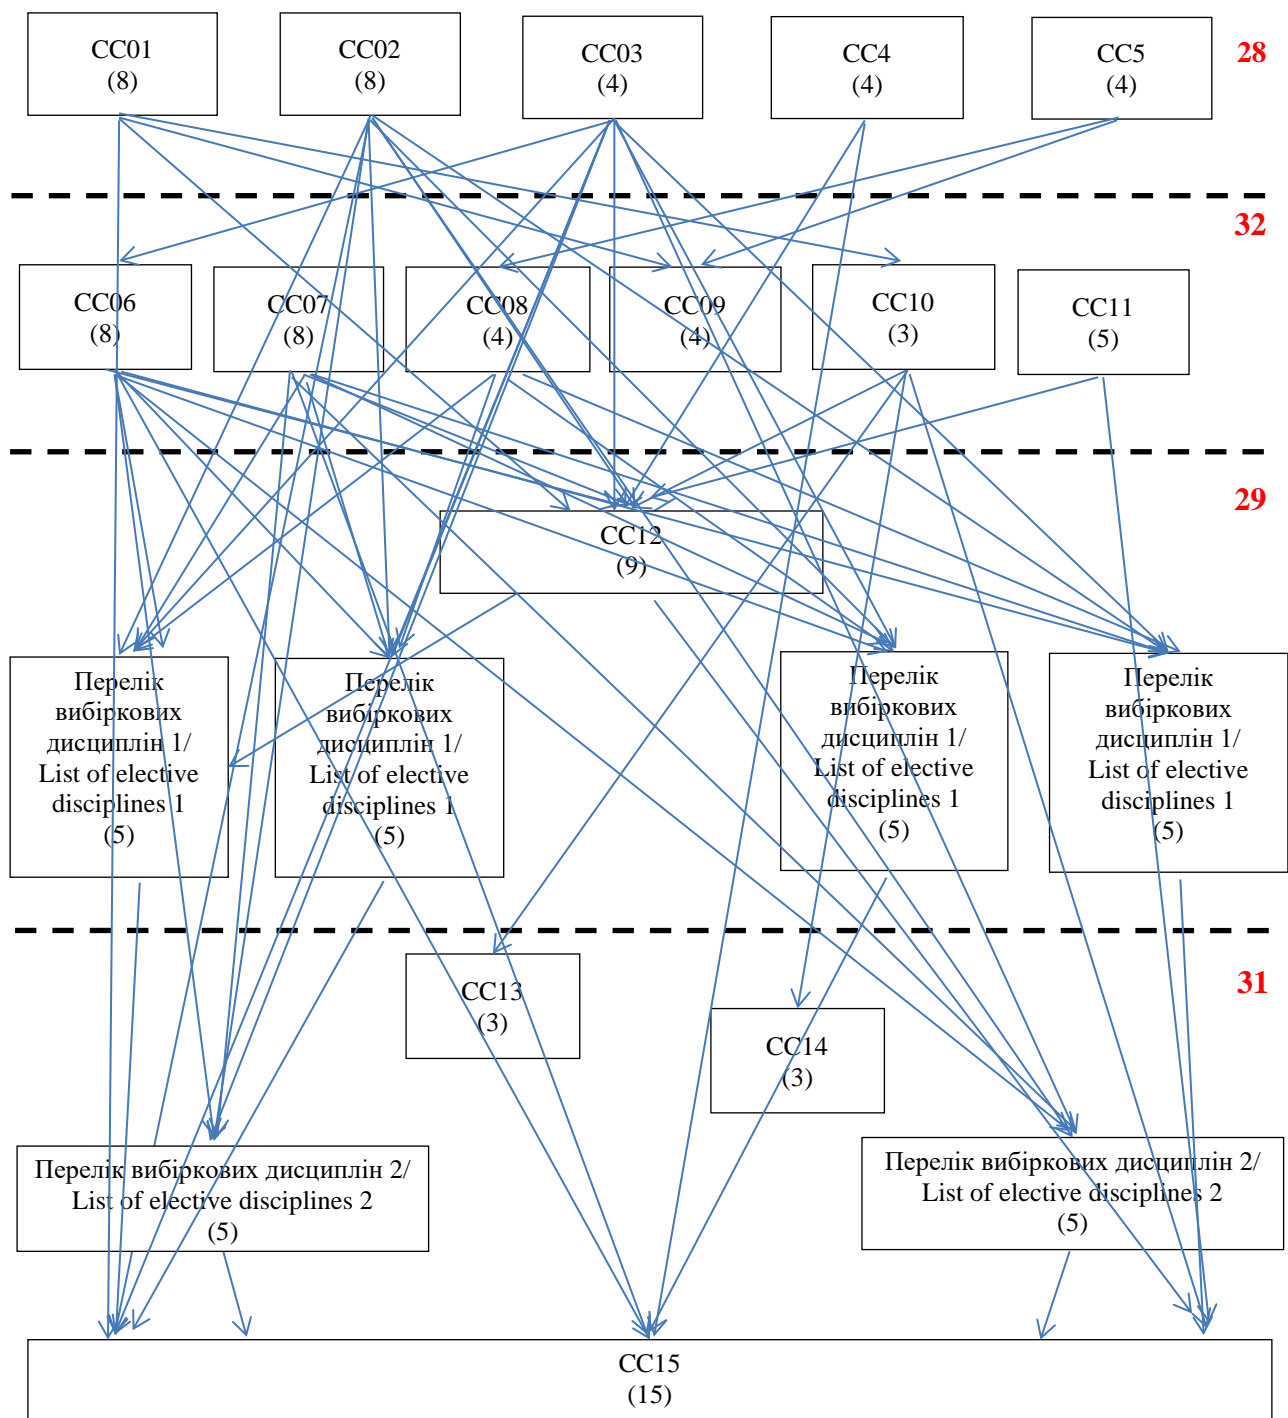 CC01
(8)
CC02
(8)
CC03
(4)
CC4
(4)
CC5
(4)
28
32
CC06
(8)
CC07
(8)
CC08
(4)
CC09
(4)
CC10
(3)
CC11
(5)
29
CC12
(9)
Перелік
вибіркових
дисциплін 1/
List of elective
disciplines 1
(5)
Перелік
вибіркових
дисциплін 1/
List of elective
disciplines 1
(5)
Перелік
вибіркових
дисциплін 1/
List of elective
disciplines 1
(5)
Перелік
вибіркових
дисциплін 1/
List of elective
disciplines 1
(5)
31
CC13
(3)
CC14
(3)
Перелік вибіркових дисциплін 2/
List of elective disciplines 2
(5)
Перелік вибіркових дисциплін 2/
List of elective disciplines 2
(5)
CC15
(15)